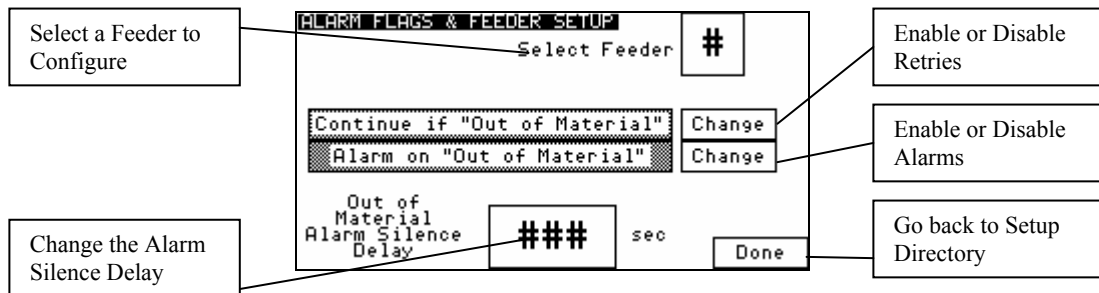 Select a Feeder to
Configure
ALARM FLAGS & FEEDER SETUP
Select Feeder
#
Enable or Disable
Retries
Continue if "Out of Material"
Change
Alarm on "Out of Material"
Change
Enable or Disable
Alarms
Out of
Material
Alarm Silence
Delay
###
sec
Done
Change the Alarm
Silence Delay
Go back to Setup
Directory